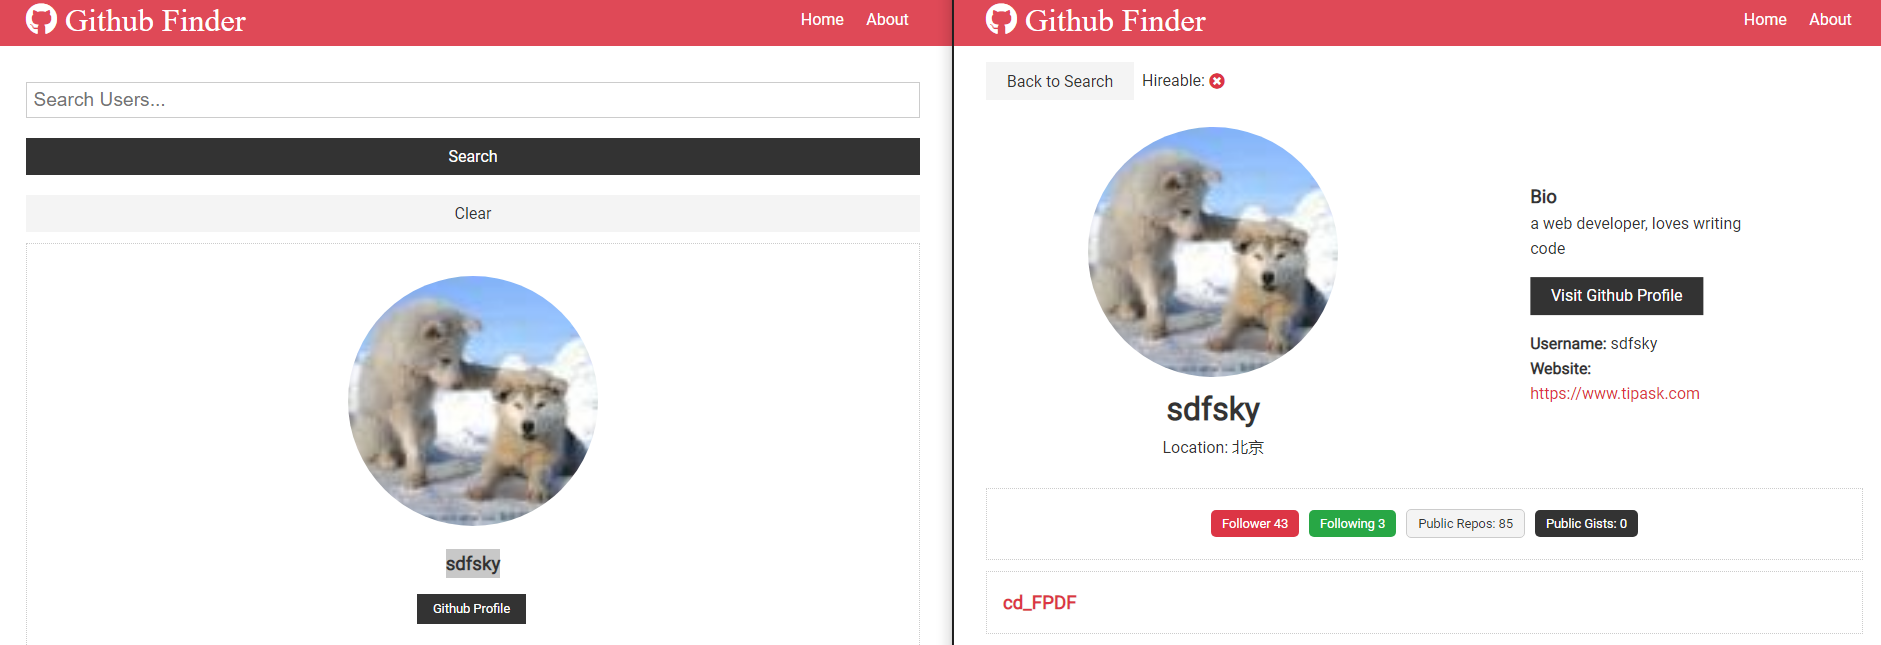 Github Finder
Home About
Search Users...
Search
Clear
sdfsky
Github Profile
Github Finder
Home About
Back to Search Hireable:
sdfsky
Location: 北京
Bio
a web developer, loves writing
code
Visit Github Profile
Username: sdfsky
Website:
https://www.tipask.com
Follower 43 Following 3 Public Repos: 85 Public Gists: 0
cd_FPDF